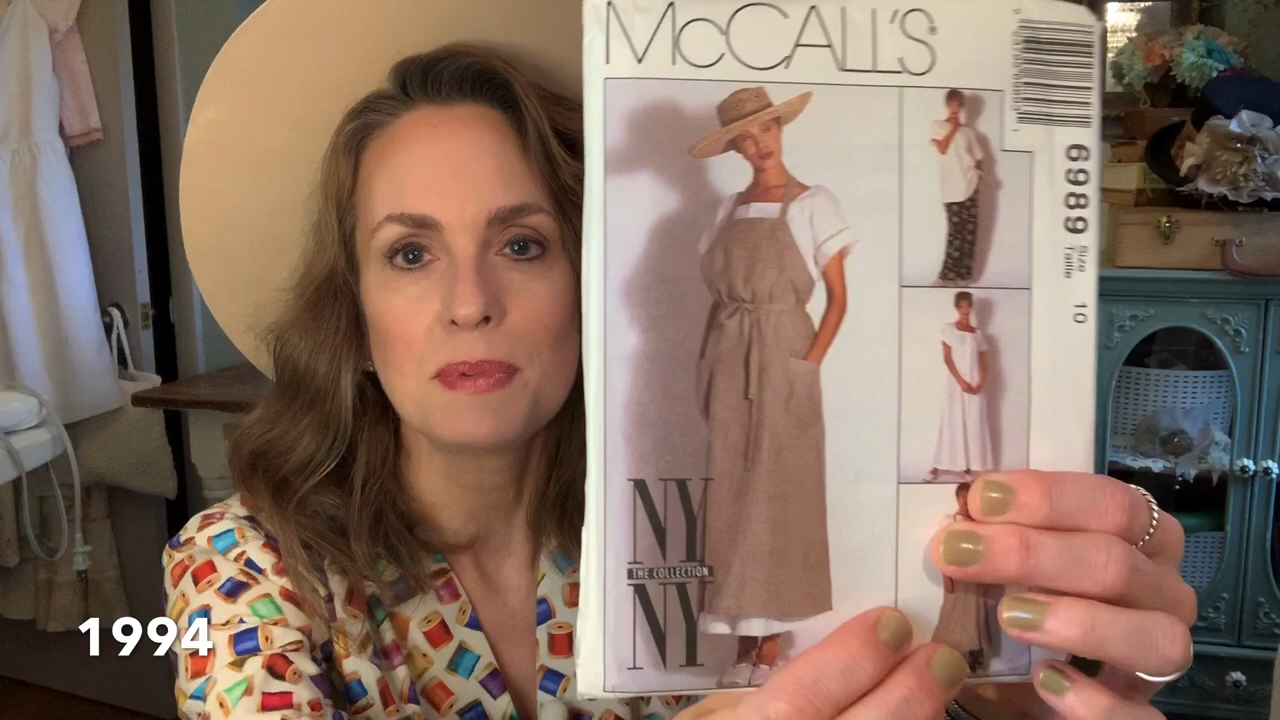 McCALL'S
6989 Size Taille 10
NY
THE COLLECTION
NY
1994